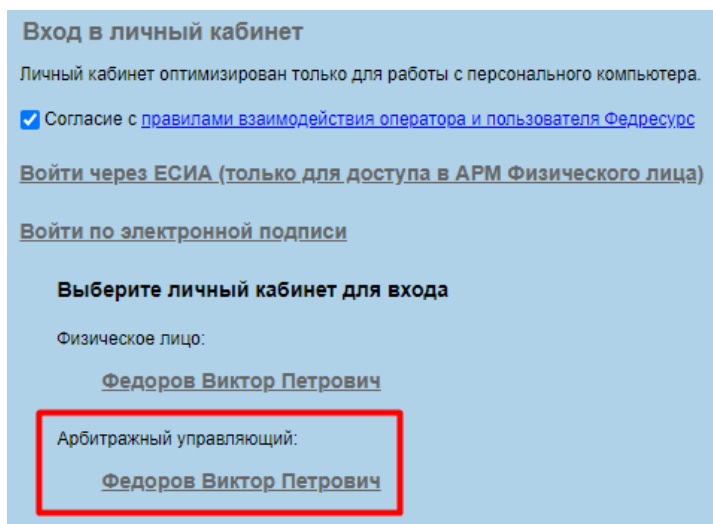 Вход в личный кабинет
Личный кабинет оптимизирован только для работы с персонального компьютера.
Согласие с правилами взаимодействия оператора и пользователя Федресурс
Войти через ЕСИА (только для доступа в АРМ Физического лица)
Войти по электронной подписи
Выберите личный кабинет для входа
Физическое лицо:
Федоров Виктор Петрович
Арбитражный управляющий:
Федоров Виктор Петрович